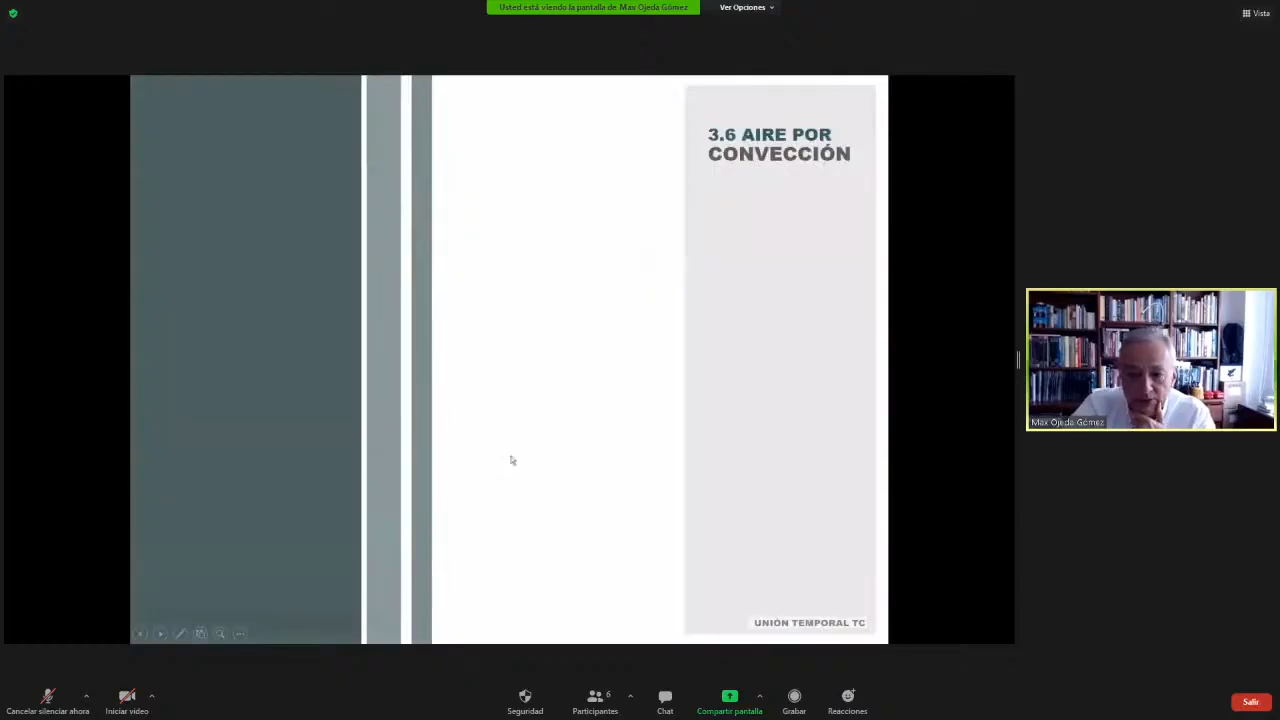 Usted está viendo la pantalla de Max Ojeda Gómez
Ver Opciones
Vista
3.6 AIRE POR
CONVECCIÓN
UNIÓN TEMPORAL TC
Max Ojeda Gómez
Cancelar silenciar ahora
Iniciar video
Seguridad
6
Participantes
Chat
Compartir pantalla
Grabar
Reacciones
Salir